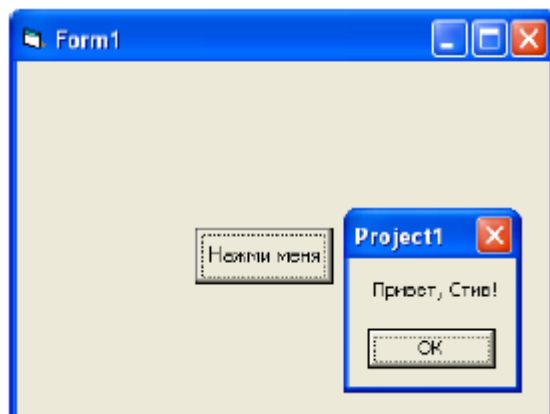 Form1
Нажми меня
Project1
Привет, Стив!
OK